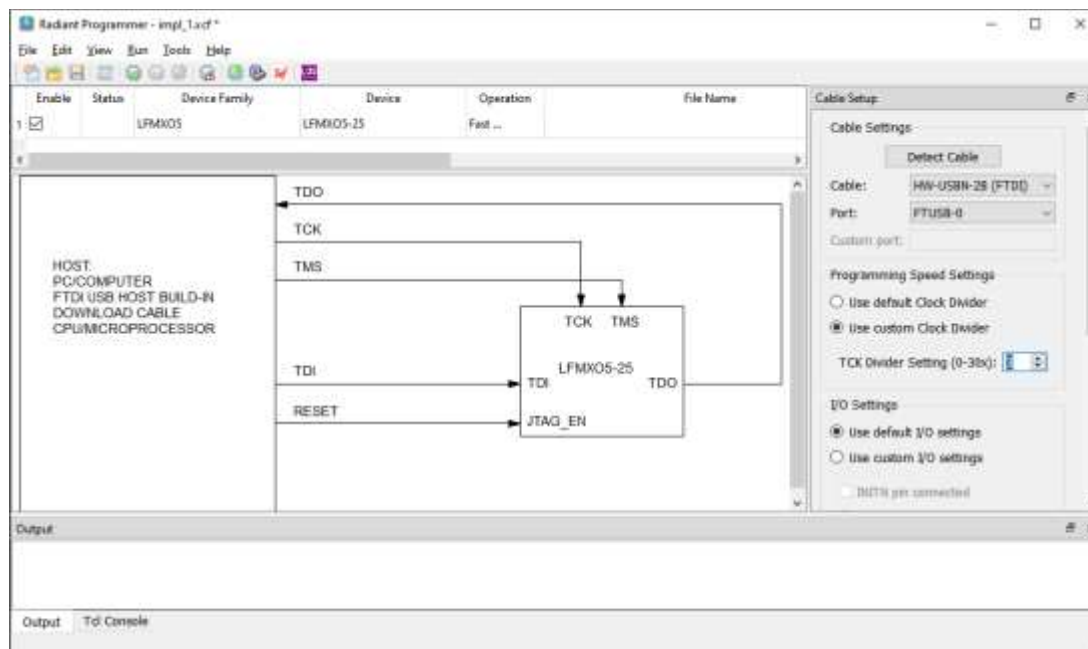 Radiant Programmer - impl_1.xcf *
File Edit View Run Tools Help
Enable Status Device Family Device Operation File Name
1 LFMXO5 LFMXO5-25 Fast ...
TDO
TCK
TMS
HOST:
PC/COMPUTER
FTDI USB HOST BUILD-IN
DOWNLOAD CABLE
CPU/MICROPROCESSOR
TCK TMS
LFMXO5-25
TDI
TDI TDO
RESET
JTAG_EN
Cable Setup
Cable Settings
Detect Cable
Cable: HW-USBN-2B (FTDI)
Port: FTUSB-0
Custom port:
Programming Speed Settings
Use default Clock Divider
Use custom Clock Divider
TCK Divider Setting (0-30x):
I/O Settings
Use default I/O settings
Use custom I/O settings
INITN pin connected
Output
Output Tcl Console